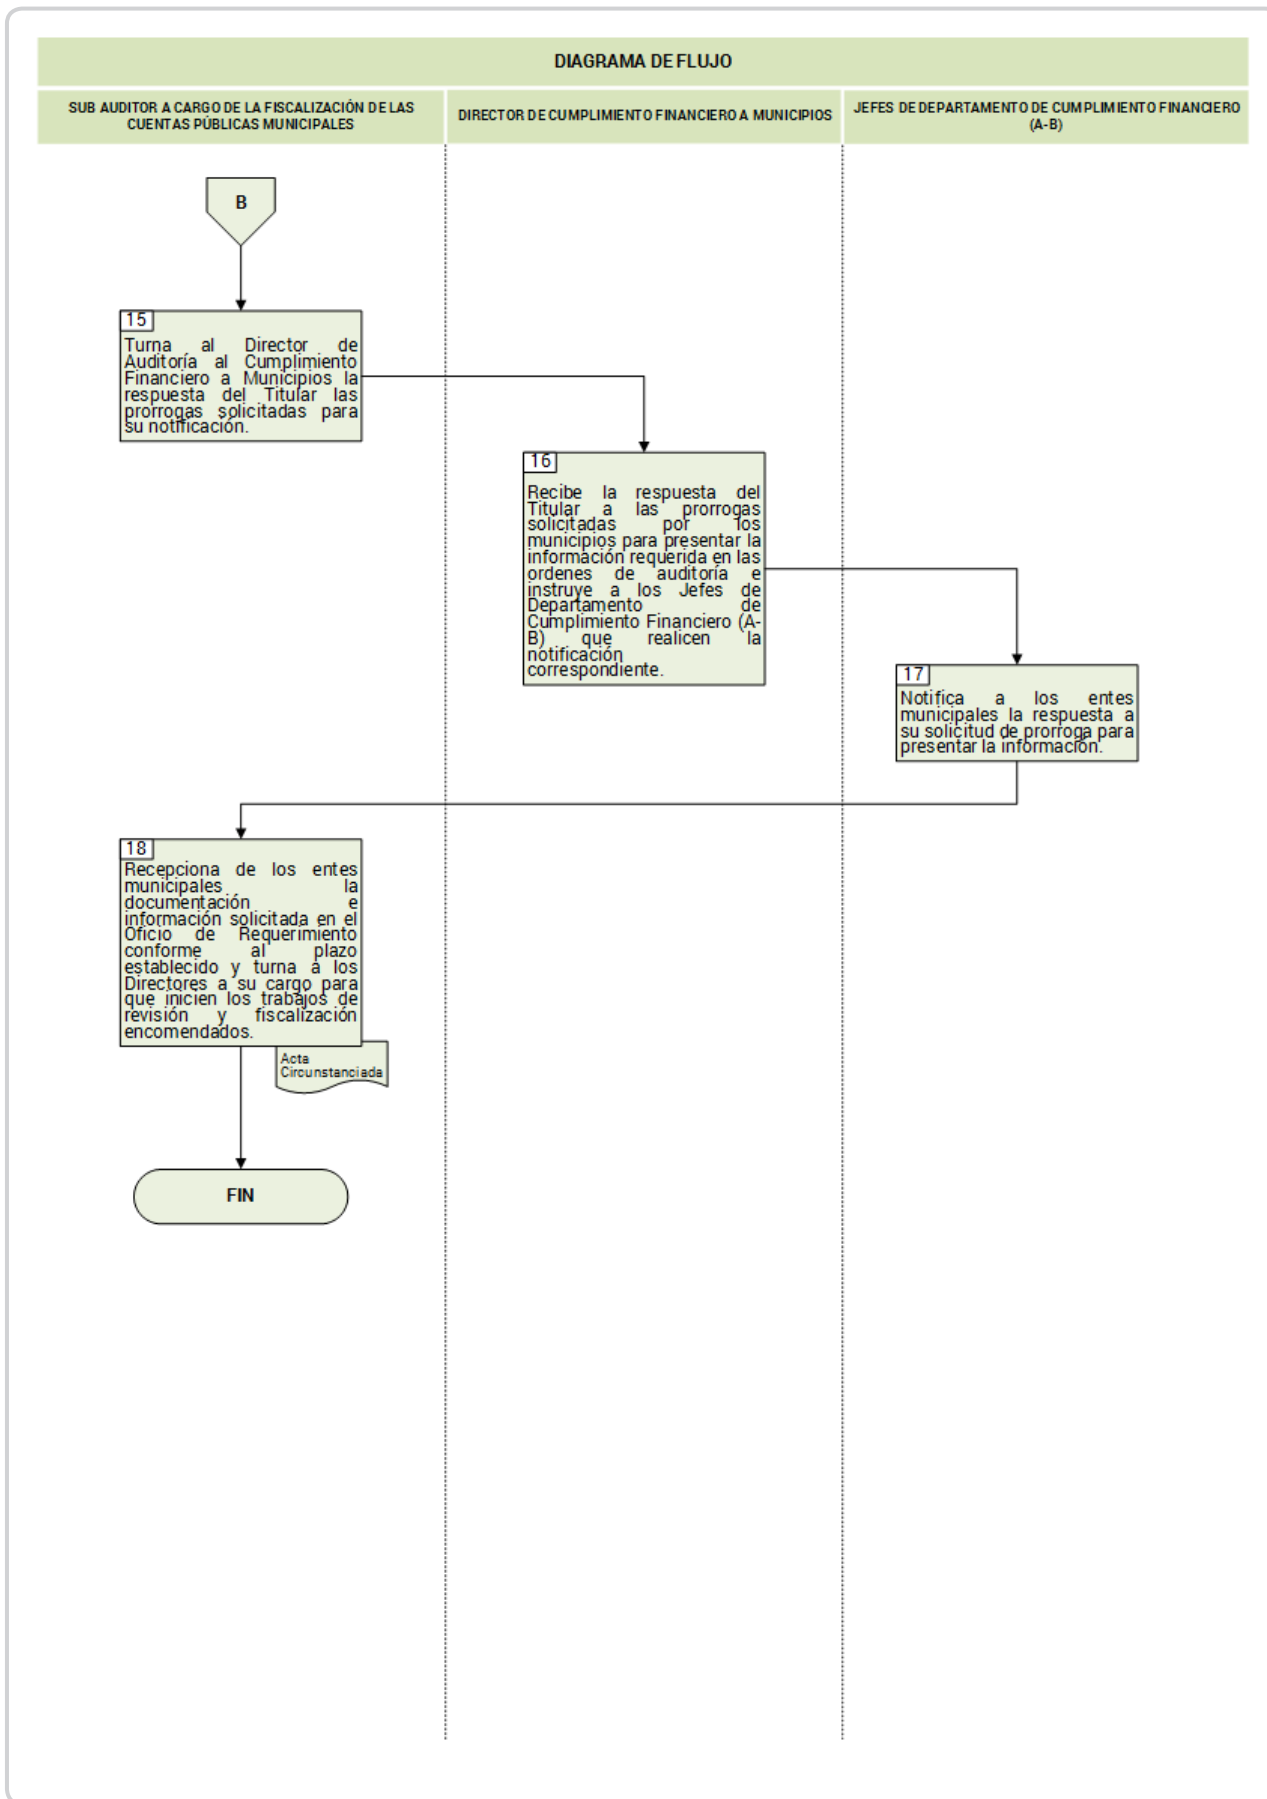 DIAGRAMA DE FLUJO
SUB AUDITOR A CARGO DE LA FISCALIZACIÓN DE LAS
CUENTAS PÚBLICAS MUNICIPALES
DIRECTOR DE CUMPLIMIENTO FINANCIERO A MUNICIPIOS
JEFES DE DEPARTAMENTO DE CUMPLIMIENTO FINANCIERO
(A-B)
B
15
Turna al Director de
Auditoría al Cumplimiento
Financiero a Municipios la
respuesta del Titular las
prorrogas solicitadas para
su notificación.
16
Recibe la respuesta del
Titular a las prorrogas
solicitadas por los
municipios para presentar la
información requerida en las
ordenes de auditoría e
instruye a los Jefes de
Departamento de
Cumplimiento Financiero (A-
B) que realicen la
notificación
correspondiente.
17
Notifica a los entes
municipales la respuesta a
su solicitud de prorroga para
presentar la información.
18
Recepciona de los entes
municipales la
documentación e
información solicitada en el
Oficio de Requerimiento
conforme al plazo
establecido y turna a los
Directores a su cargo para
que inicien los trabajos de
revisión y fiscalización
encomendados.
Acta
Circunstanciada
FIN